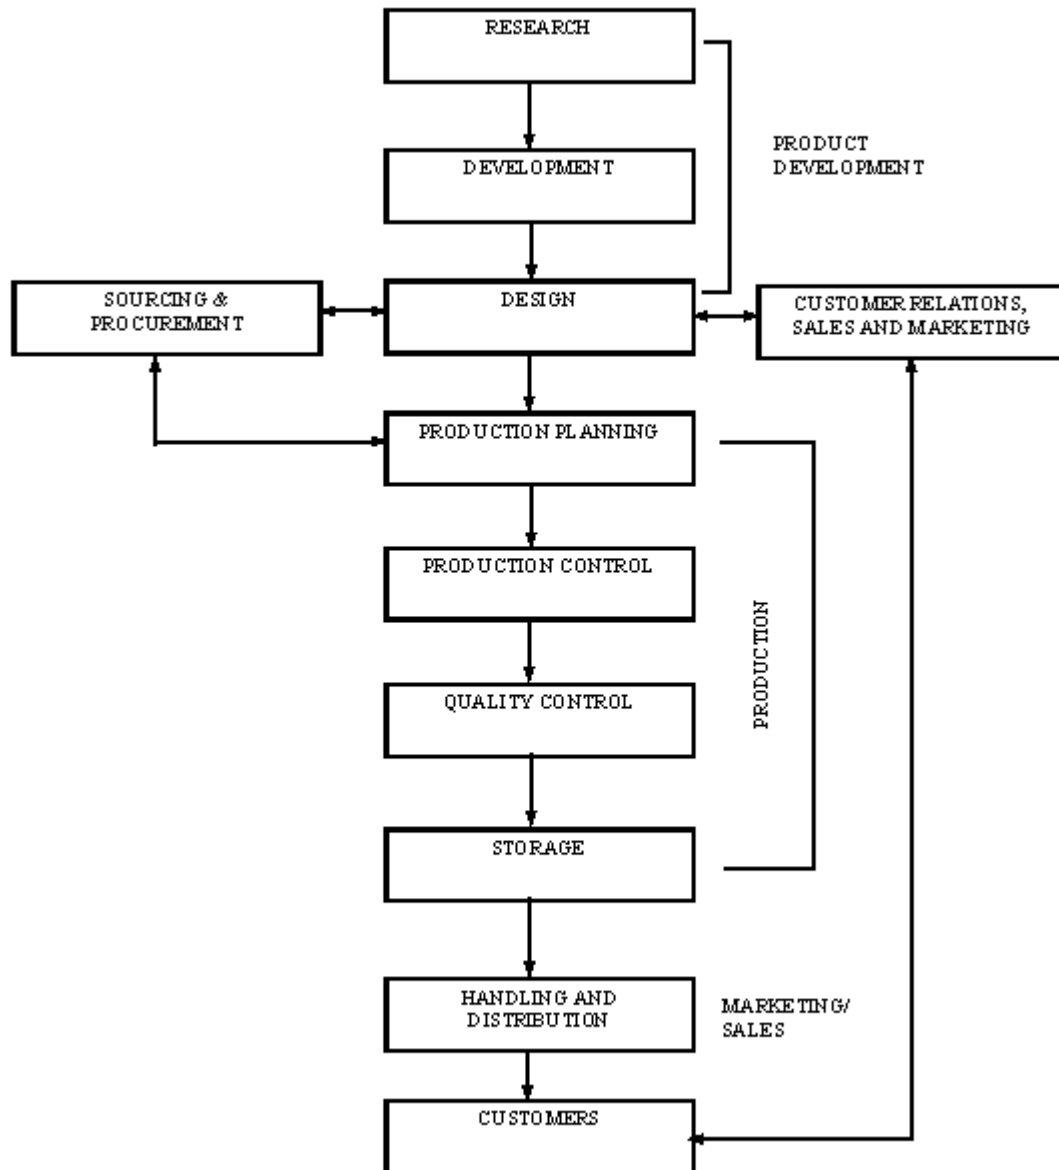 RESEARCH
PRODUCT
DEVELOPMENT
DEVELOPMENT
SOURCING &
PROCUREMENT
DESIGN
CUSTOMER RELATIONS,
SALES AND MARKETING
PRODUCTION PLANNING
PRODUCTION CONTROL
PRODUCTION
QUALITY CONTROL
STORAGE
HANDLING AND
DISTRIBUTION
MARKETING/
SALES
CUSTOMERS